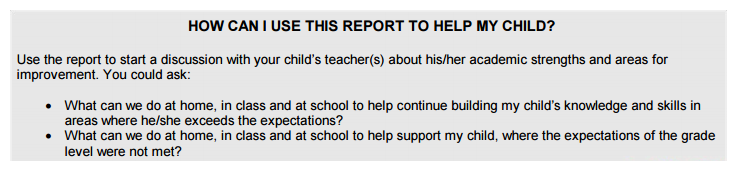 HOW CAN I USE THIS REPORT TO HELP MY CHILD?
Use the report to start a discussion with your child's teacher(s) about his/her academic strengths and areas for
improvement. You could ask:
• What can we do at home, in class and at school to help continue building my child's knowledge and skills in
areas where he/she exceeds the expectations?
• What can we do at home, in class and at school to help support my child, where the expectations of the grade
level were not met?